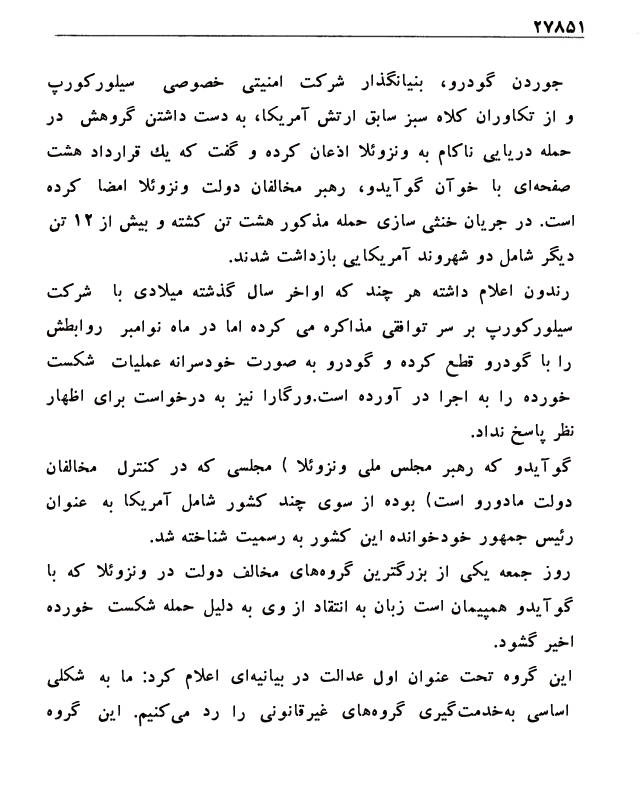 ۲۷۸۵۱
جوردن گودرو، بنیانگذار شرکت امنیتی خصوصی سیلورکورپ
و از تکاوران کلاه سبز سابق ارتش آمریکا، به دست داشتن گروهش در
حمله دریایی ناکام به ونزوئلا اذعان کرده و گفت که یك قرارداد هشت
صفحه‌ای با خوآن گوآیدو، رهبر مخالفان دولت ونزوئلا امضا کرده
است. در جریان خنثی سازی حمله مذکور هشت تن کشته و بیش از ۱۲ تن
دیگر شامل دو شهروند آمریکایی بازداشت شدند.
رندون اعلام داشته هر چند که اواخر سال گذشته میلادی با شرکت
سیلورکورپ بر سر توافقی مذاکره می کرده اما در ماه نوامبر روابطش
را با گودرو قطع کرده و گودرو به صورت خودسرانه عملیات شکست
خورده را به اجرا در آورده است.ورگارا نیز به درخواست برای اظهار
نظر پاسخ نداد.
گوآیدو که رهبر مجلس ملی ونزوئلا ) مجلسی که در کنترل مخالفان
دولت مادورو است) بوده از سوی چند کشور شامل آمریکا به عنوان
رئیس جمهور خودخوانده این کشور به رسمیت شناخته شد.
روز جمعه یکی از بزرگترین گروه‌های مخالف دولت در ونزوئلا که با
گوآیدو همپیمان است زبان به انتقاد از وی به دلیل حمله شکست خورده
اخیر گشود.
این گروه تحت عنوان اول عدالت در بیانیه‌ای اعلام کرد: ما به شکلی
اساسی به‌خدمت‌گیری گروه‌های غیرقانونی را رد می‌کنیم. این گروه